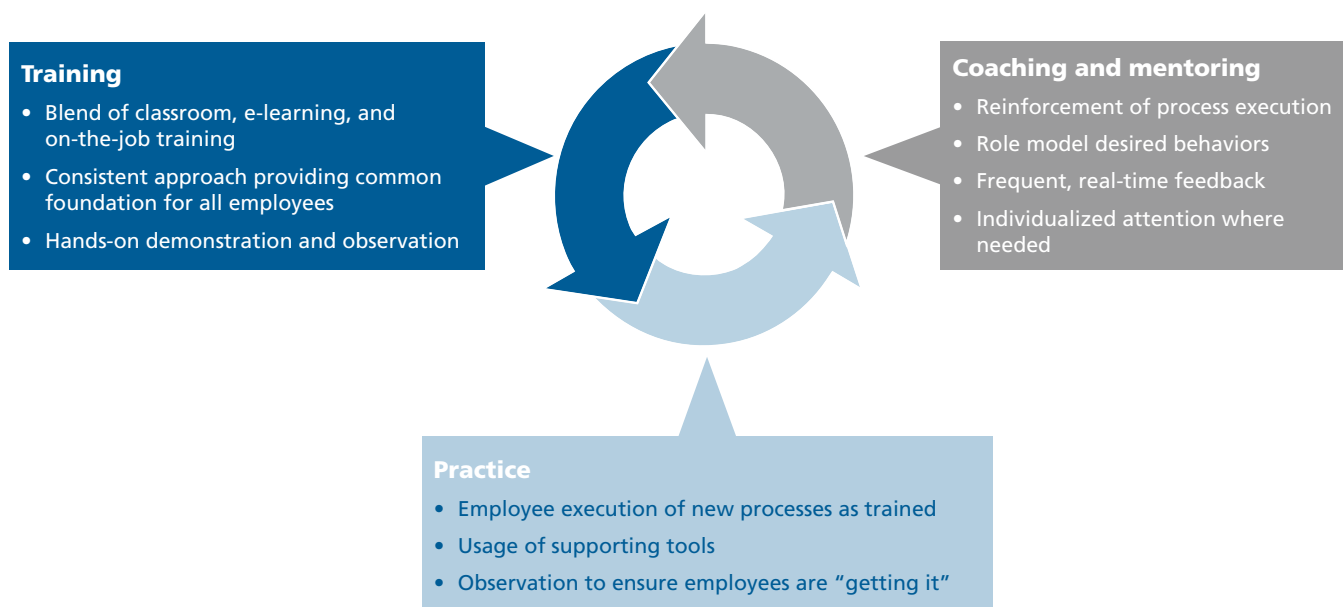 Training
• Blend of classroom, e-learning, and
on-the-job training
• Consistent approach providing common
foundation for all employees
• Hands-on demonstration and observation
Coaching and mentoring
• Reinforcement of process execution
• Role model desired behaviors
• Frequent, real-time feedback
• Individualized attention where
needed
Practice
• Employee execution of new processes as trained
• Usage of supporting tools
• Observation to ensure employees are “getting it”